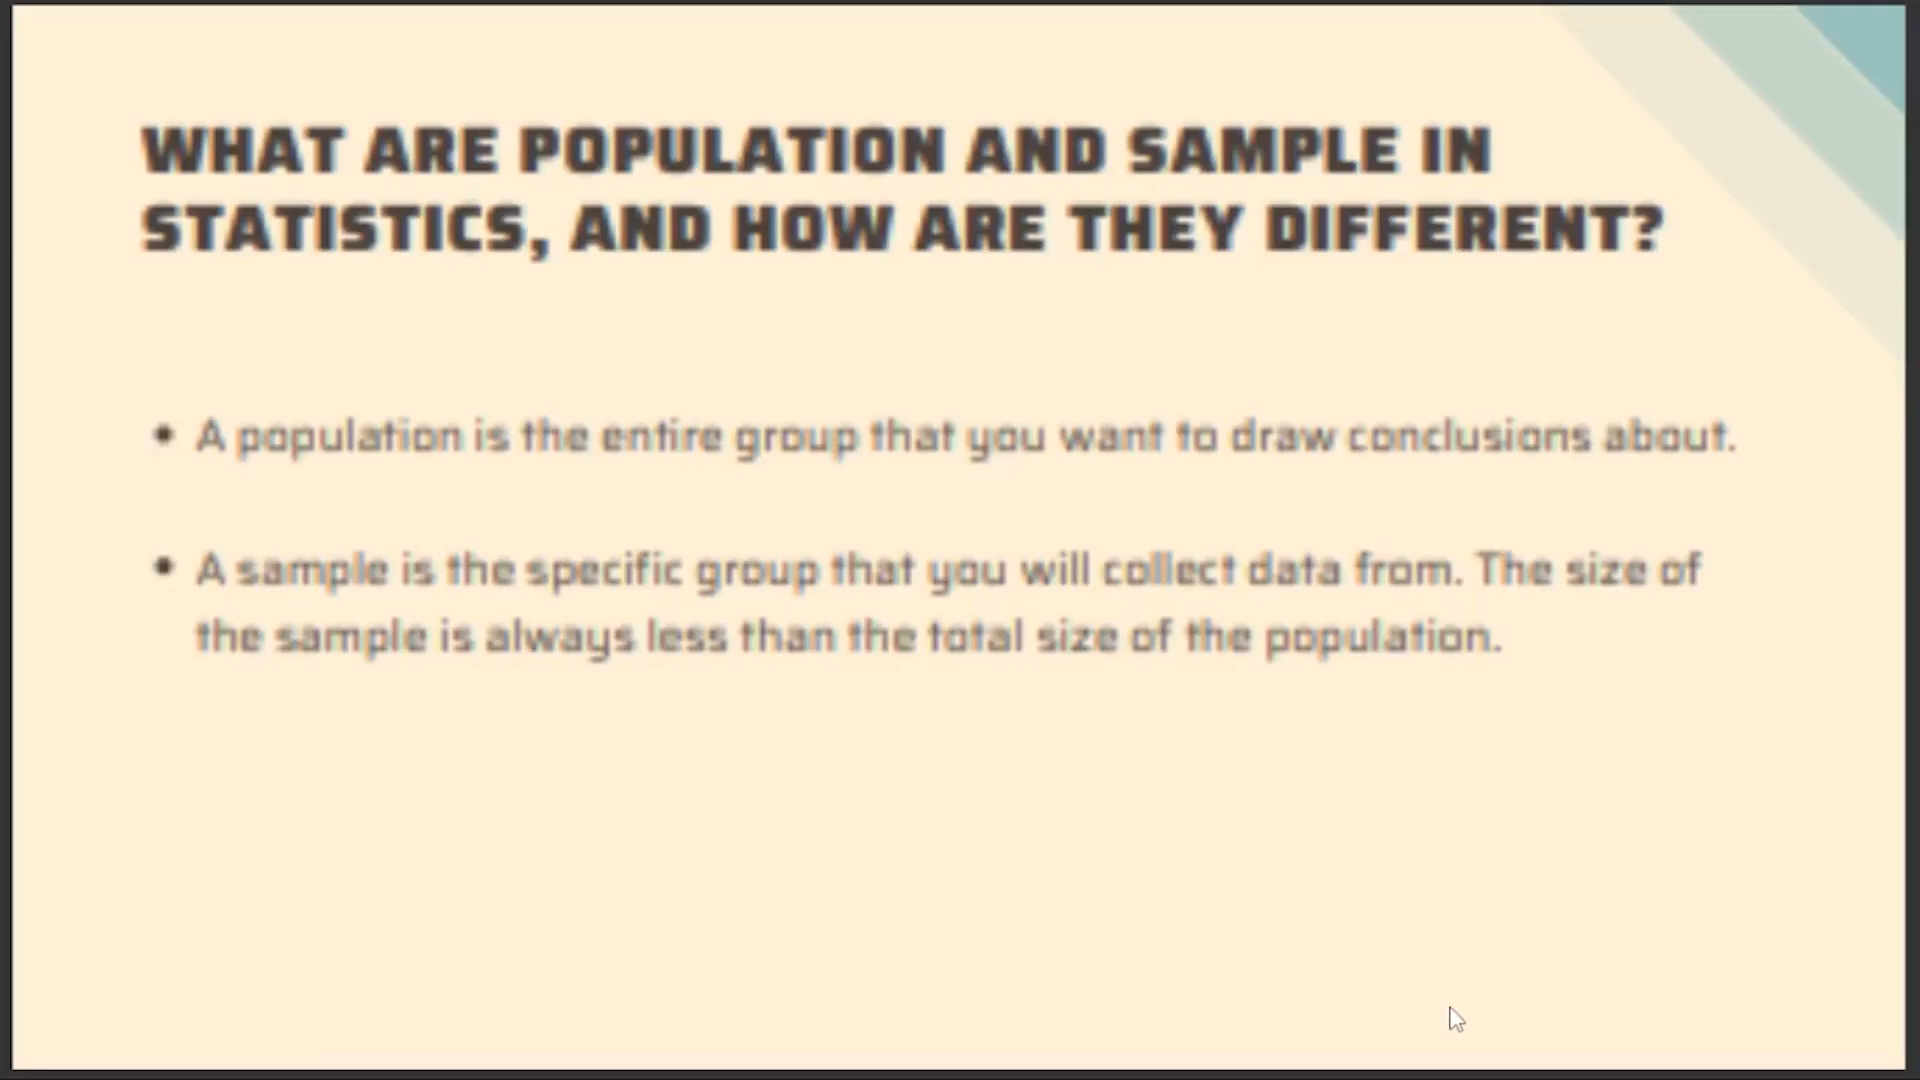 WHAT ARE POPULATION AND SAMPLE IN
STATISTICS, AND HOW ARE THEY DIFFERENT?
• A population is the entire group that you want to draw conclusions about.
• A sample is the specific group that you will collect data from. The size of
the sample is always less than the total size of the population.